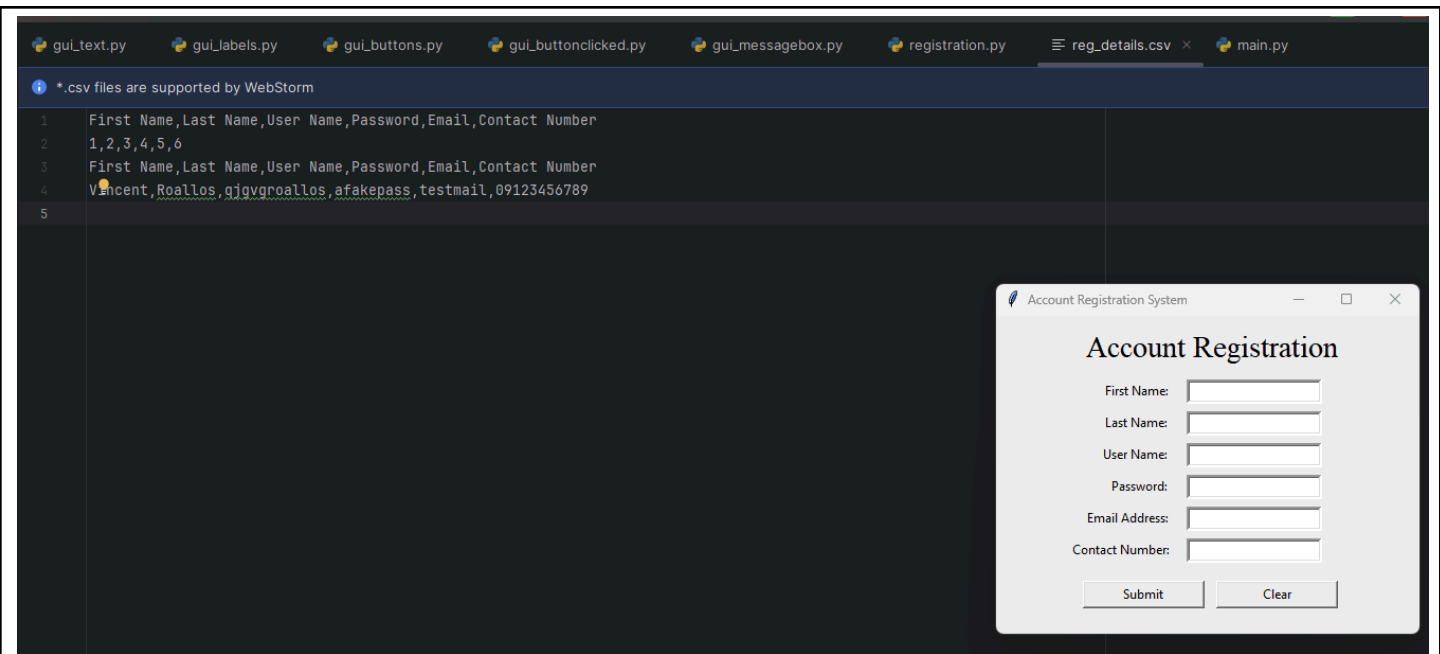 gui_text.py gui_labels.py gui_buttons.py gui_buttonclicked.py gui_messagebox.py registration.py reg_details.csv main.py
*.csv files are supported by WebStorm
1 First Name,Last Name,User Name,Password,Email,Contact Number
2 1,2,3,4,5,6
3 First Name,Last Name,User Name,Password,Email,Contact Number
4 Vincent,Roallos,qjgvgroallos,afakepass,testmail,09123456789
5
Account Registration System
Account Registration
First Name:
Last Name:
User Name:
Password:
Email Address:
Contact Number:
Submit Clear